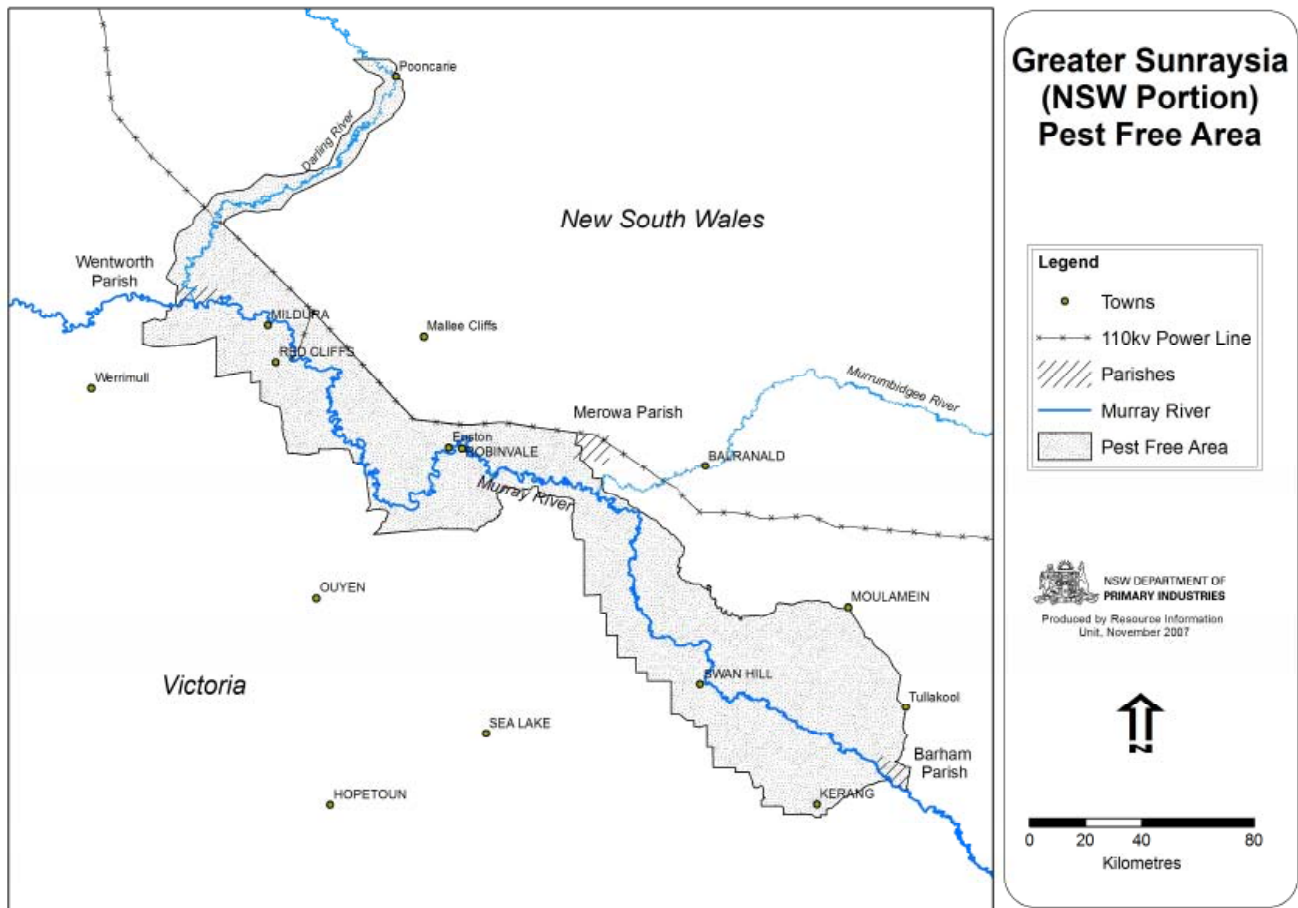 Pooncarie
Darling River
New South Wales
Wentworth
Parish
MILDURA
Mallee Cliffs
RED CLIFFS
Werrimull
Murrumbidgee River
Merowa Parish
Euston
ROBINVALE
BALRANALD
Murray River
OUYEN
MOULAMEIN
Victoria
SWAN HILL
Tullakool
SEA LAKE
Barham
Parish
HOPETOUN
KERANG
Greater Sunraysia
(NSW Portion)
Pest Free Area
Legend
Towns
110kv Power Line
Parishes
Murray River
Pest Free Area
NSW DEPARTMENT OF
PRIMARY INDUSTRIES
Produced by Resource Information
Unit, November 2007
N
0 20 40 80
Kilometres